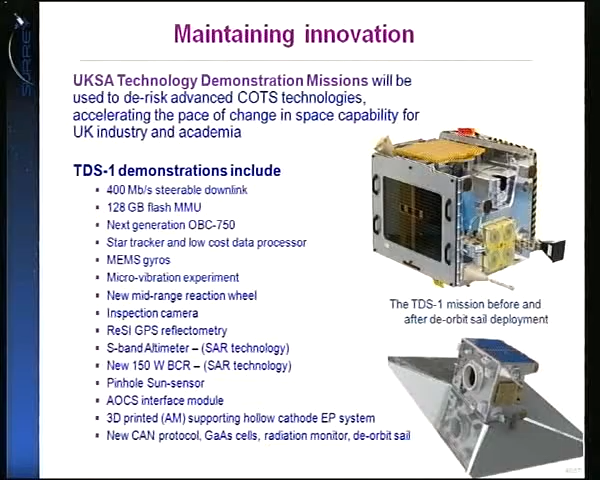 SURREY
Maintaining innovation
UKSA Technology Demonstration Missions will be
used to de-risk advanced COTS technologies,
accelerating the pace of change in space capability for
UK industry and academia
TDS-1 demonstrations include
400 Mb/s steerable downlink
128 GB flash MMU
Next generation OBC-750
Star tracker and low cost data processor
MEMS gyros
Micro-vibration experiment
New mid-range reaction wheel
Inspection camera
ReSI GPS reflectometry
S-band Altimeter – (SAR technology)
New 150 W BCR – (SAR technology)
Pinhole Sun-sensor
AOCS interface module
3D printed (AM) supporting hollow cathode EP system
New CAN protocol, GaAs cells, radiation monitor, de-orbit sail
The TDS-1 mission before and
after de-orbit sail deployment